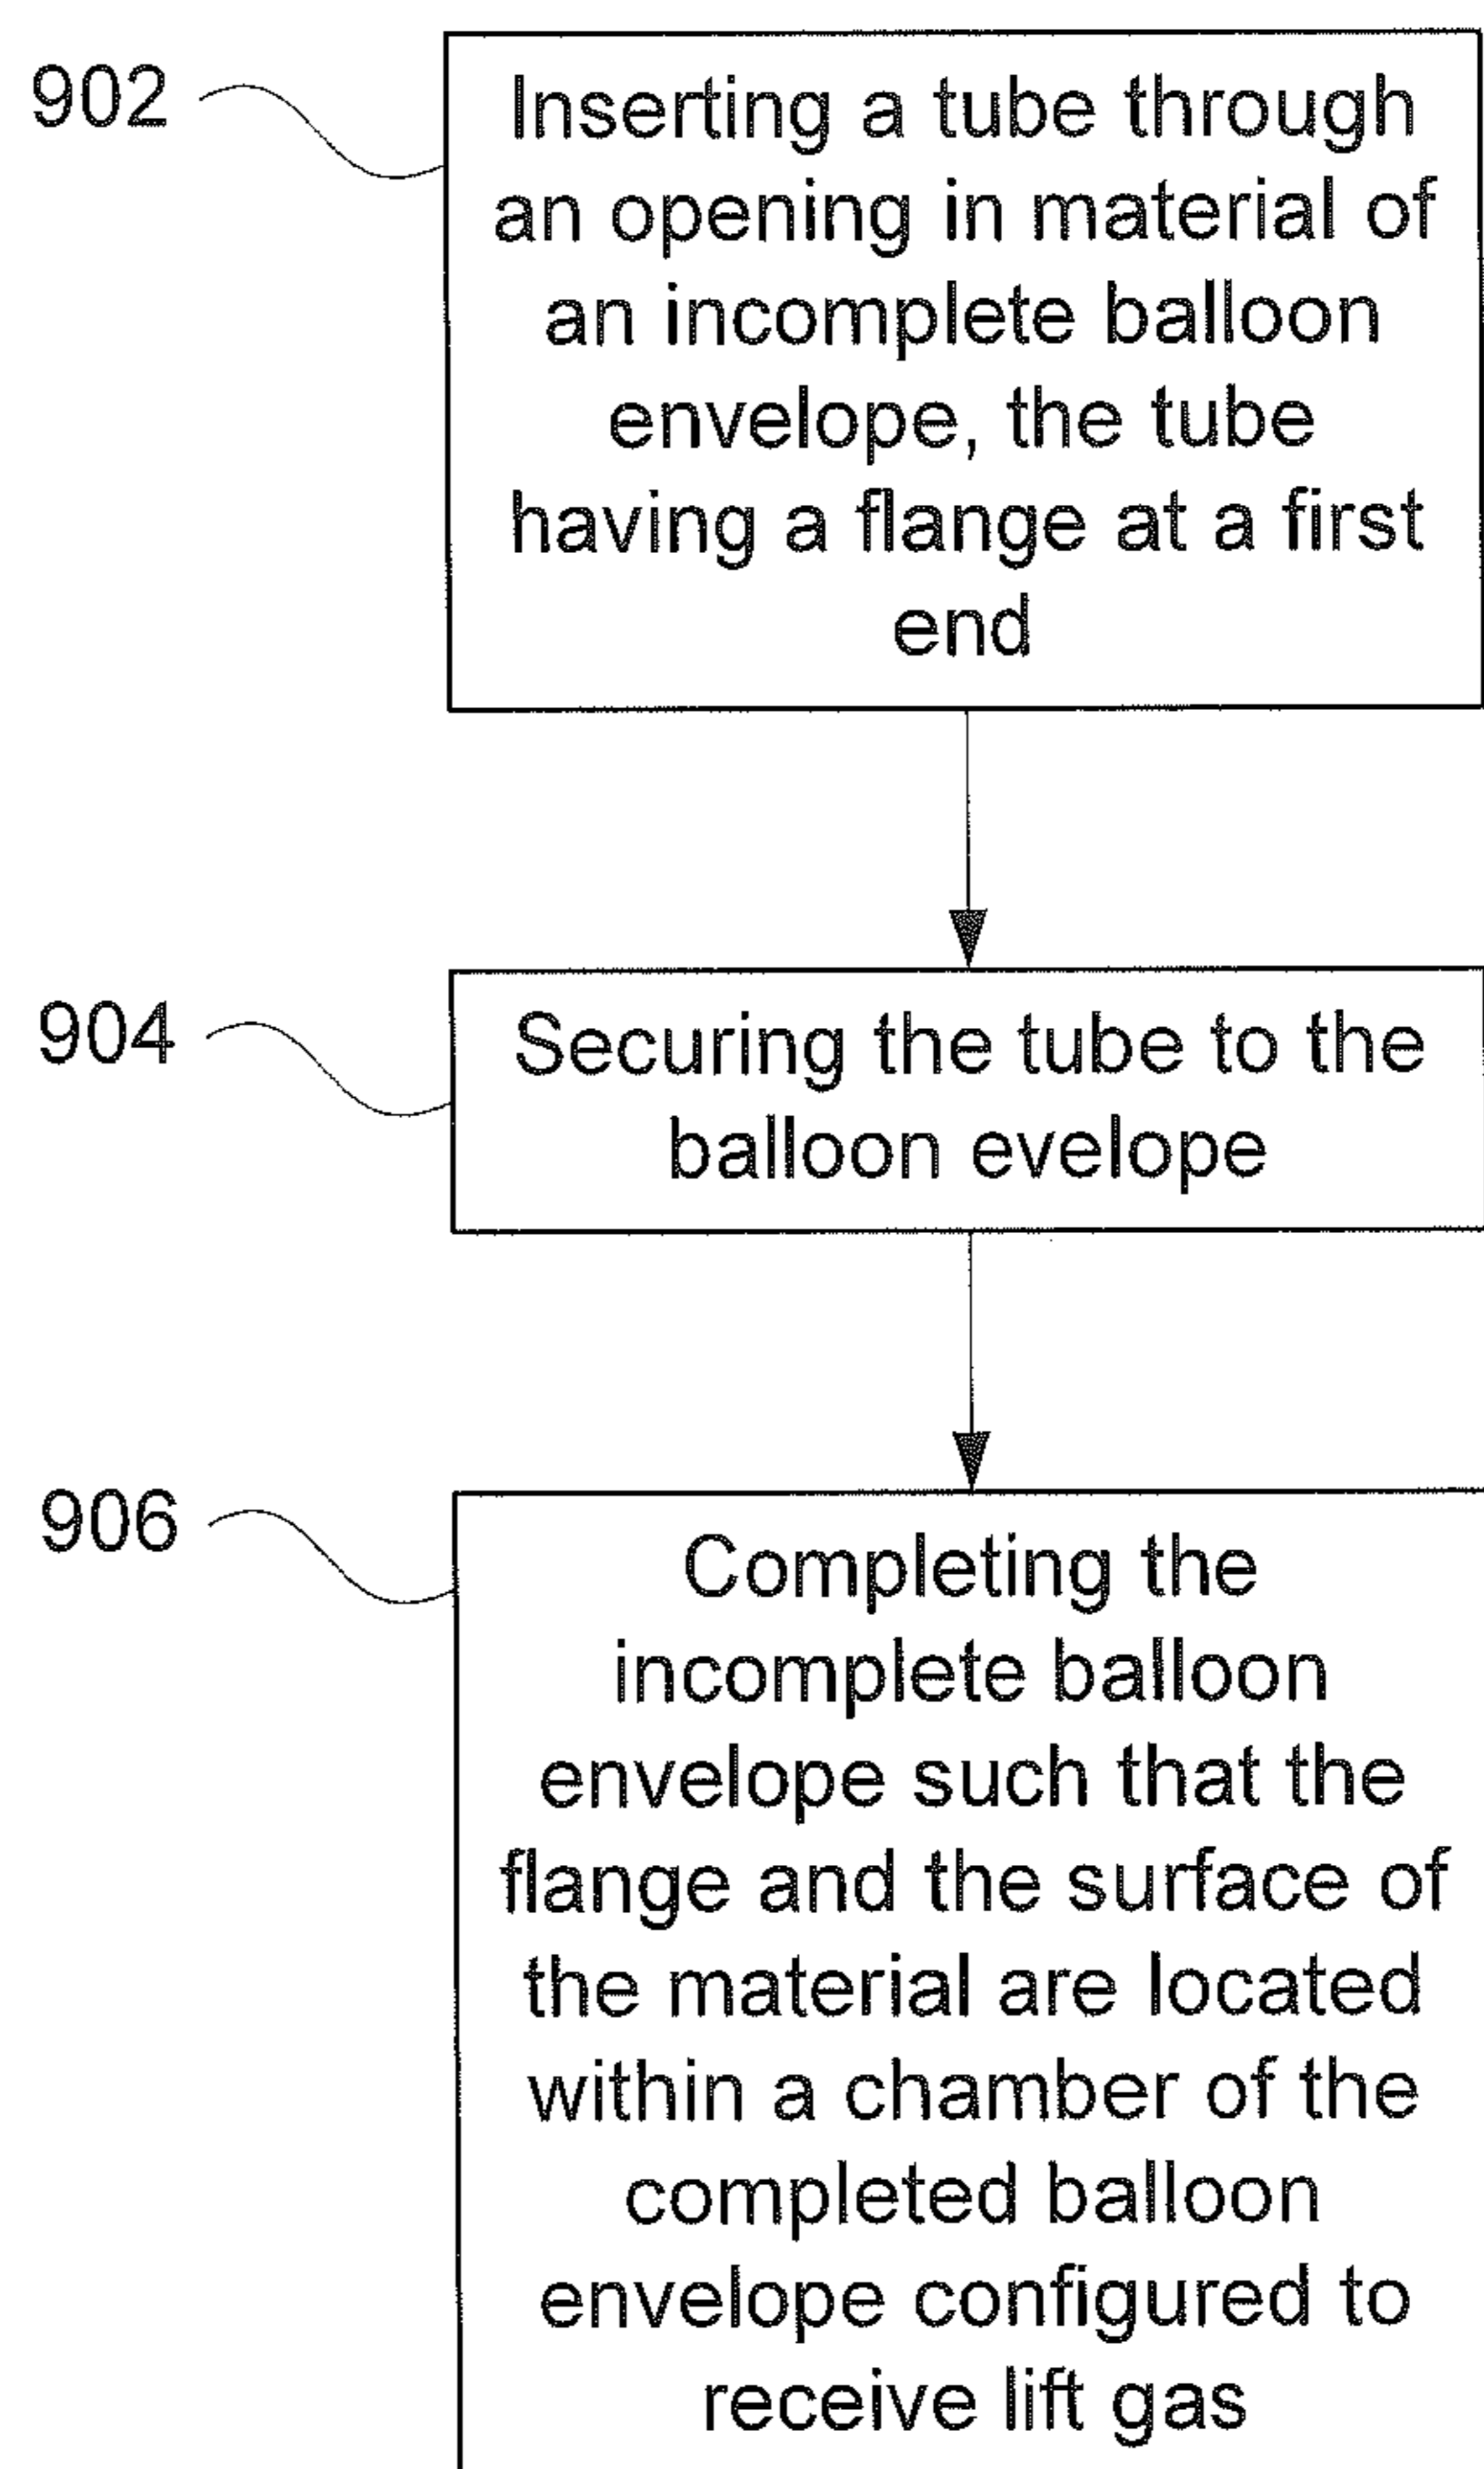 902
Inserting a tube through
an opening in material of
an incomplete balloon
envelope, the tube
having a flange at a first
end
904
Securing the tube to the
balloon evelope
906
Completing the
incomplete balloon
envelope such that the
flange and the surface of
the material are located
within a chamber of the
completed balloon
envelope configured to
receive lift gas